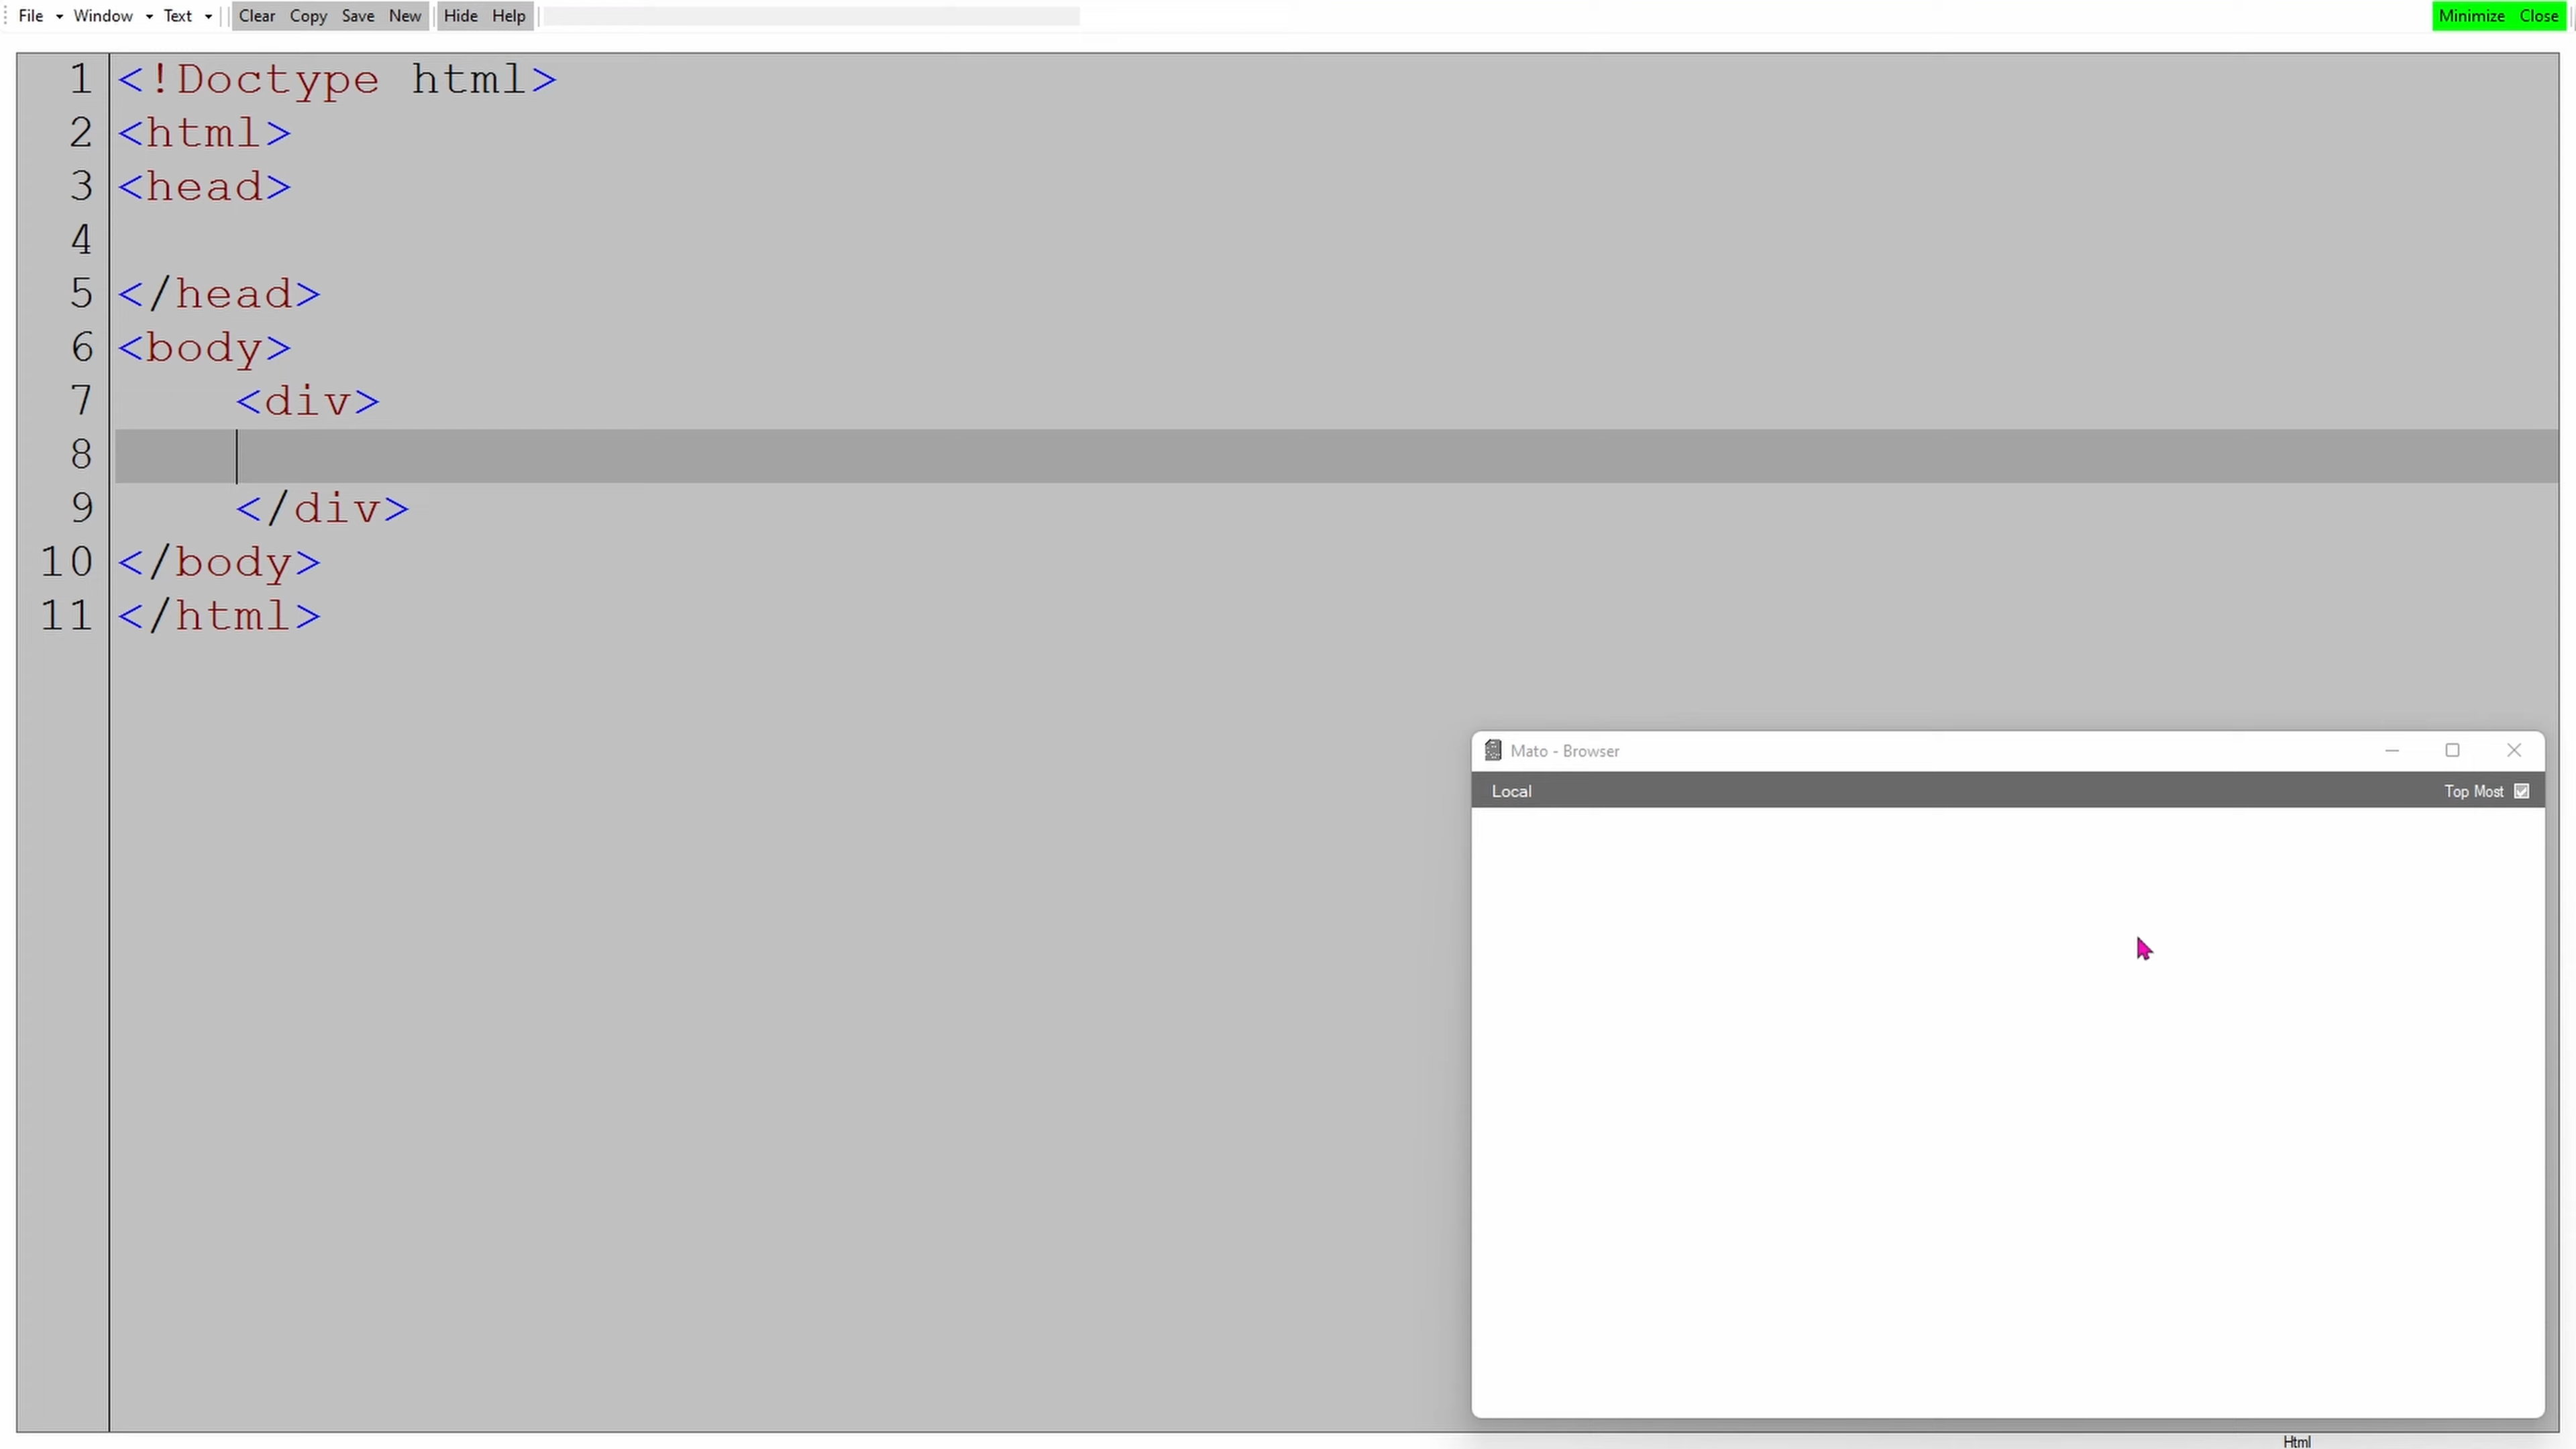 File Window Text Clear Copy Save New Hide Help Minimize Close
1 <!Doctype html>
2 <html>
3 <head>
4
5 </head>
6 <body>
7 <div>
8
9 </div>
10 </body>
11 </html>
Mato - Browser
Local Top Most
Html